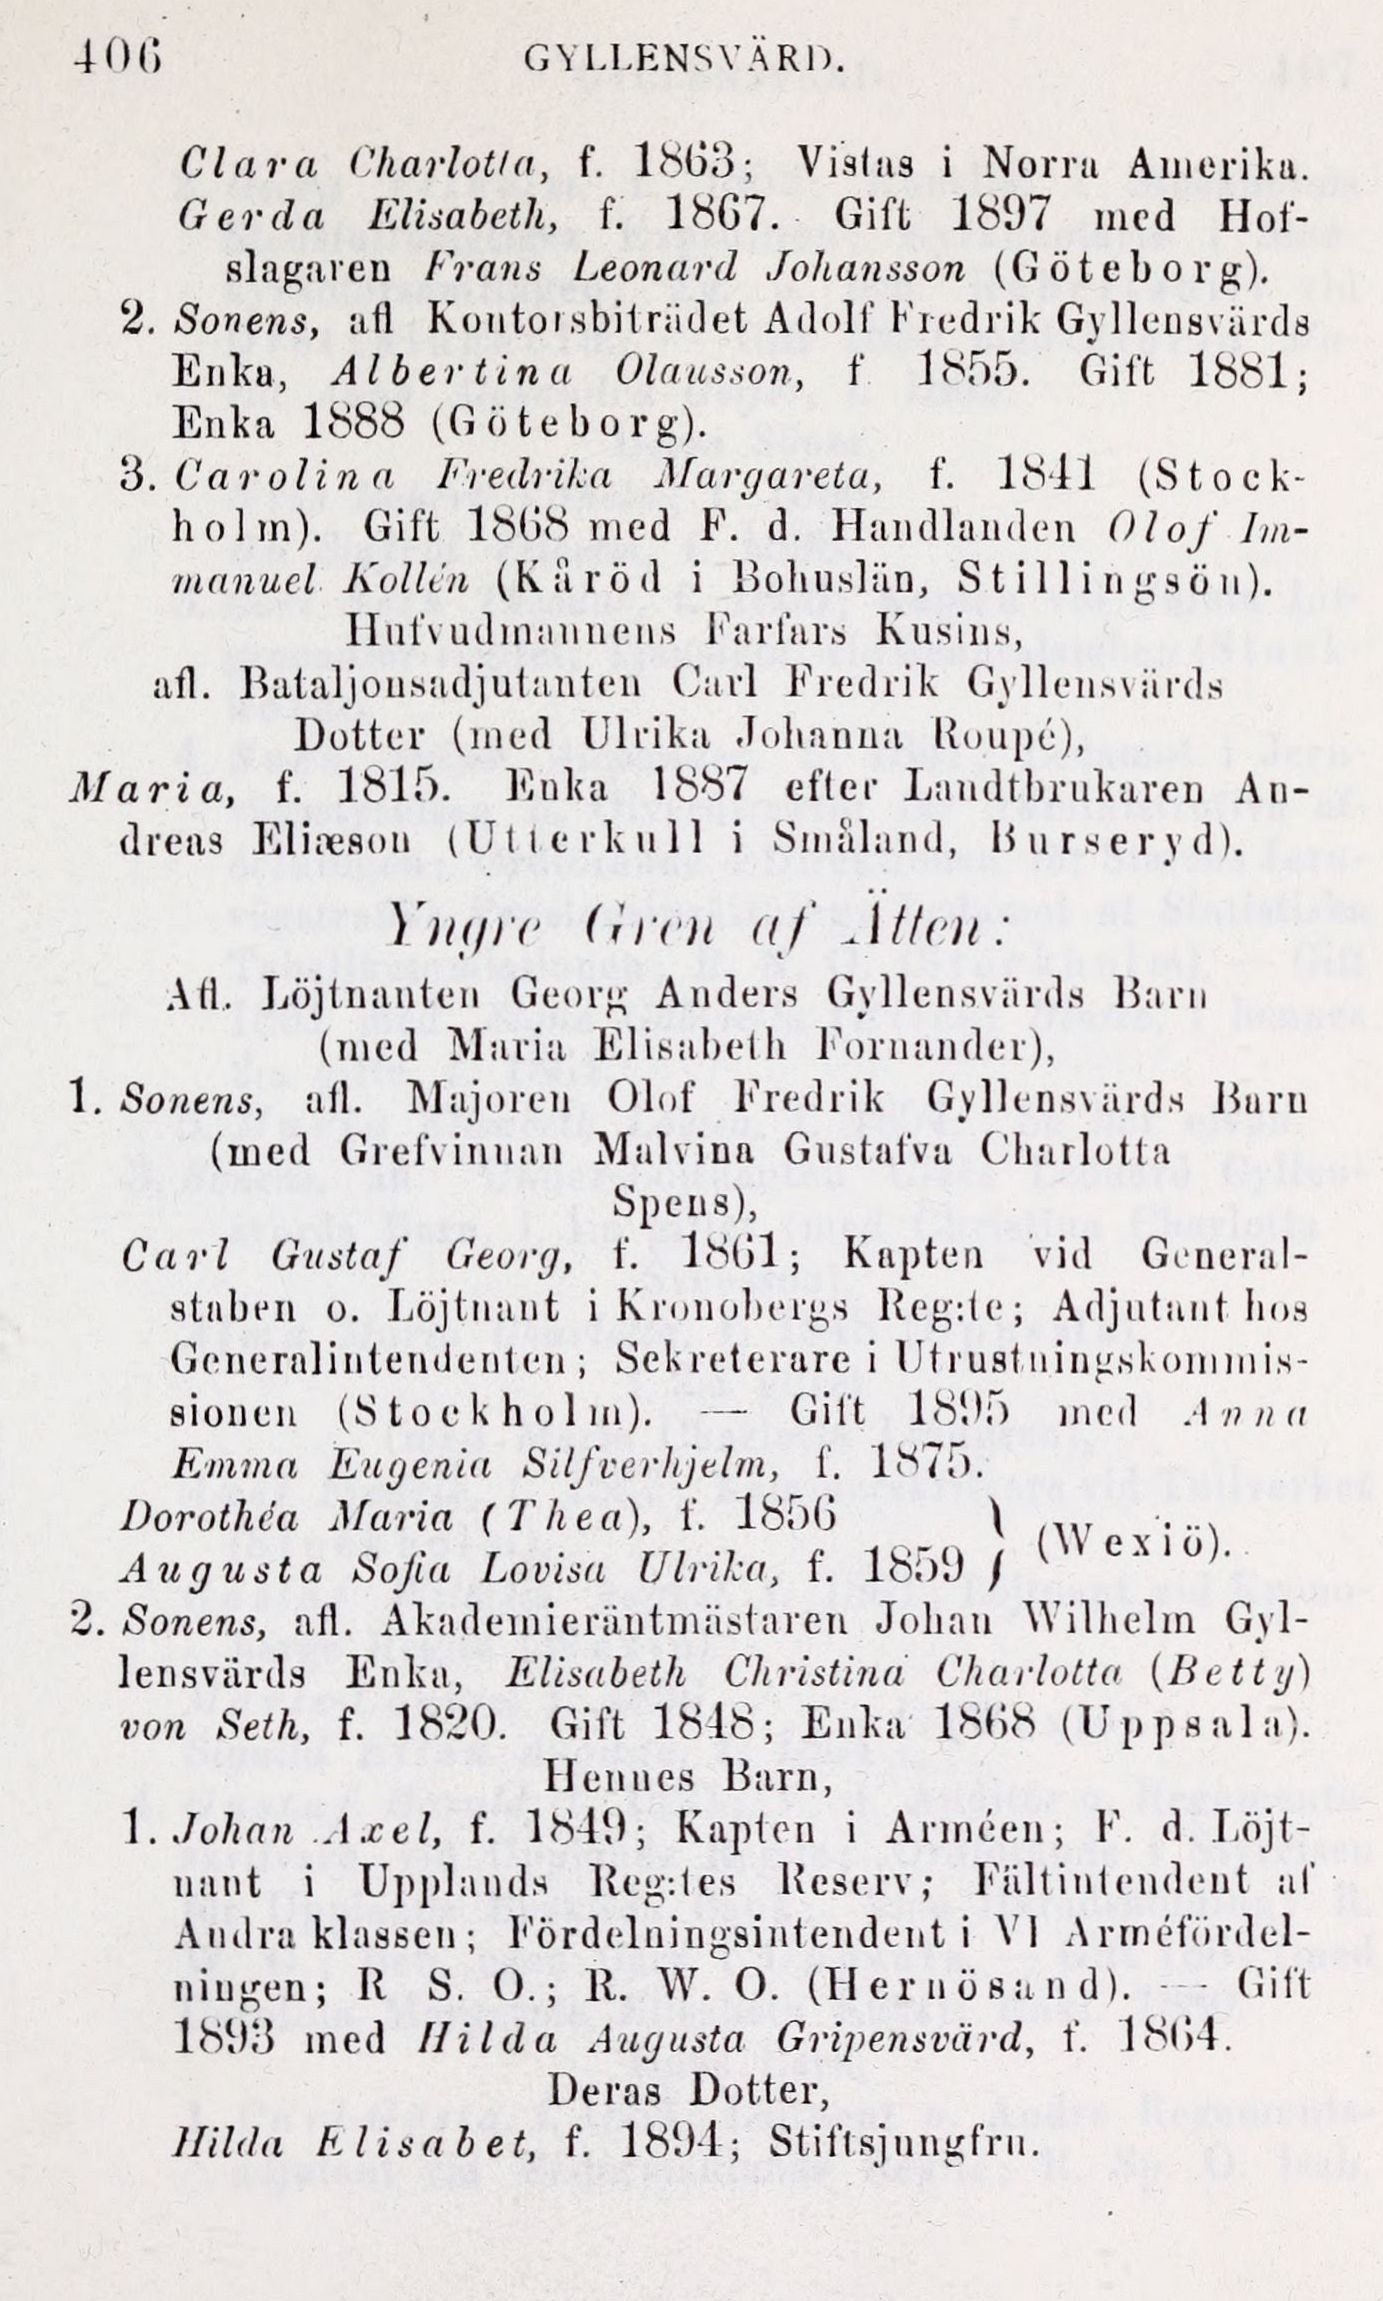 406 GYLLENSVÄRD.
Clara Charlotta, f. 1863; Vistas i Norra Amerika.
Gerda Elisabeth, f. 1867. Gift 1897 med Hof-
slagaren Frans Leonard Johansson (Göteborg).
2. Sonens, afl Kontorsbiträdet Adolf Fredrik Gyllensvärds
Enka, Albertina Olausson, f 1855. Gift 1881;
Enka 1888 (Göteborg).
3. Carolina Fredrika Margareta, f. 1841 (Stock-
holm). Gift 1868 med F. d. Handlanden Olof Im-
manuel Kollén (Kåröd i Bohuslän, Stillingsön).
Hufvudmannens Farfars Kusins,
afl. Bataljonsadjutanten Carl Fredrik Gyllensvärds
Dotter (med Ulrika Johanna Roupé),
Maria, f. 1815. Enka 1887 efter Landtbrukaren An-
dreas Eliæson (Utterkull i Småland, Burseryd).
Yngre Gren af Ätten:
Afl. Löjtnanten Georg Anders Gyllensvärds Barn
(med Maria Elisabeth Fornander),
1. Sonens, afl. Majoren Olof Fredrik Gyllensvärds Barn
(med Grefvinnan Malvina Gustafva Charlotta
Spens),
Carl Gustaf Georg, f. 1861; Kapten vid General-
staben o. Löjtnant i Kronobergs Reg:te; Adjutant hos
Generalintendenten; Sekreterare i Utrustningskommis-
sionen (Stockholm). — Gift 1895 med Anna
Emma Eugenia Silfverhjelm, f. 1875.
Dorothéa Maria (Thea), f. 1856
Augusta Sofia Lovisa Ulrika, f. 1859 } (Wexiö).
2. Sonens, afl. Akademieräntmästaren Johan Wilhelm Gyl-
lensvärds Enka, Elisabeth Christina Charlotta (Betty)
von Seth, f. 1820. Gift 1848; Enka 1868 (Uppsala).
Hennes Barn,
1. Johan Axel, f. 1849; Kapten i Arméen; F. d. Löjt-
nant i Upplands Reg:tes Reserv; Fältintendent af
Andra klassen; Fördelningsintendent i VI Arméfördel-
ningen; R S. O.; R. W. O. (Hernösand). — Gift
1893 med Hilda Augusta Gripensvärd, f. 1864.
Deras Dotter,
Hilda Elisabet, f. 1894; Stiftsjungfru.